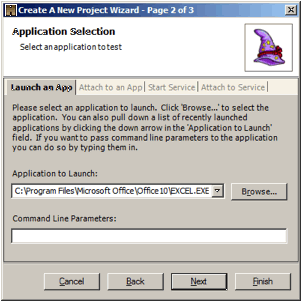 Create A New Project Wizard - Page 2 of 3
Application Selection
Select an application to test
Launch an App Attach to an App Start Service Attach to Service
Please select an application to launch. Click 'Browse...' to select the
application. You can also pull down a list of recently launched
applications by clicking the down arrow in the 'Application to Launch'
field. If you want to pass command line parameters to the application
you can do so by typing them in.
Application to Launch:
C:\Program Files\Microsoft Office\Office10\EXCEL.EXE Browse...
Command Line Parameters:
Cancel Back Next Finish